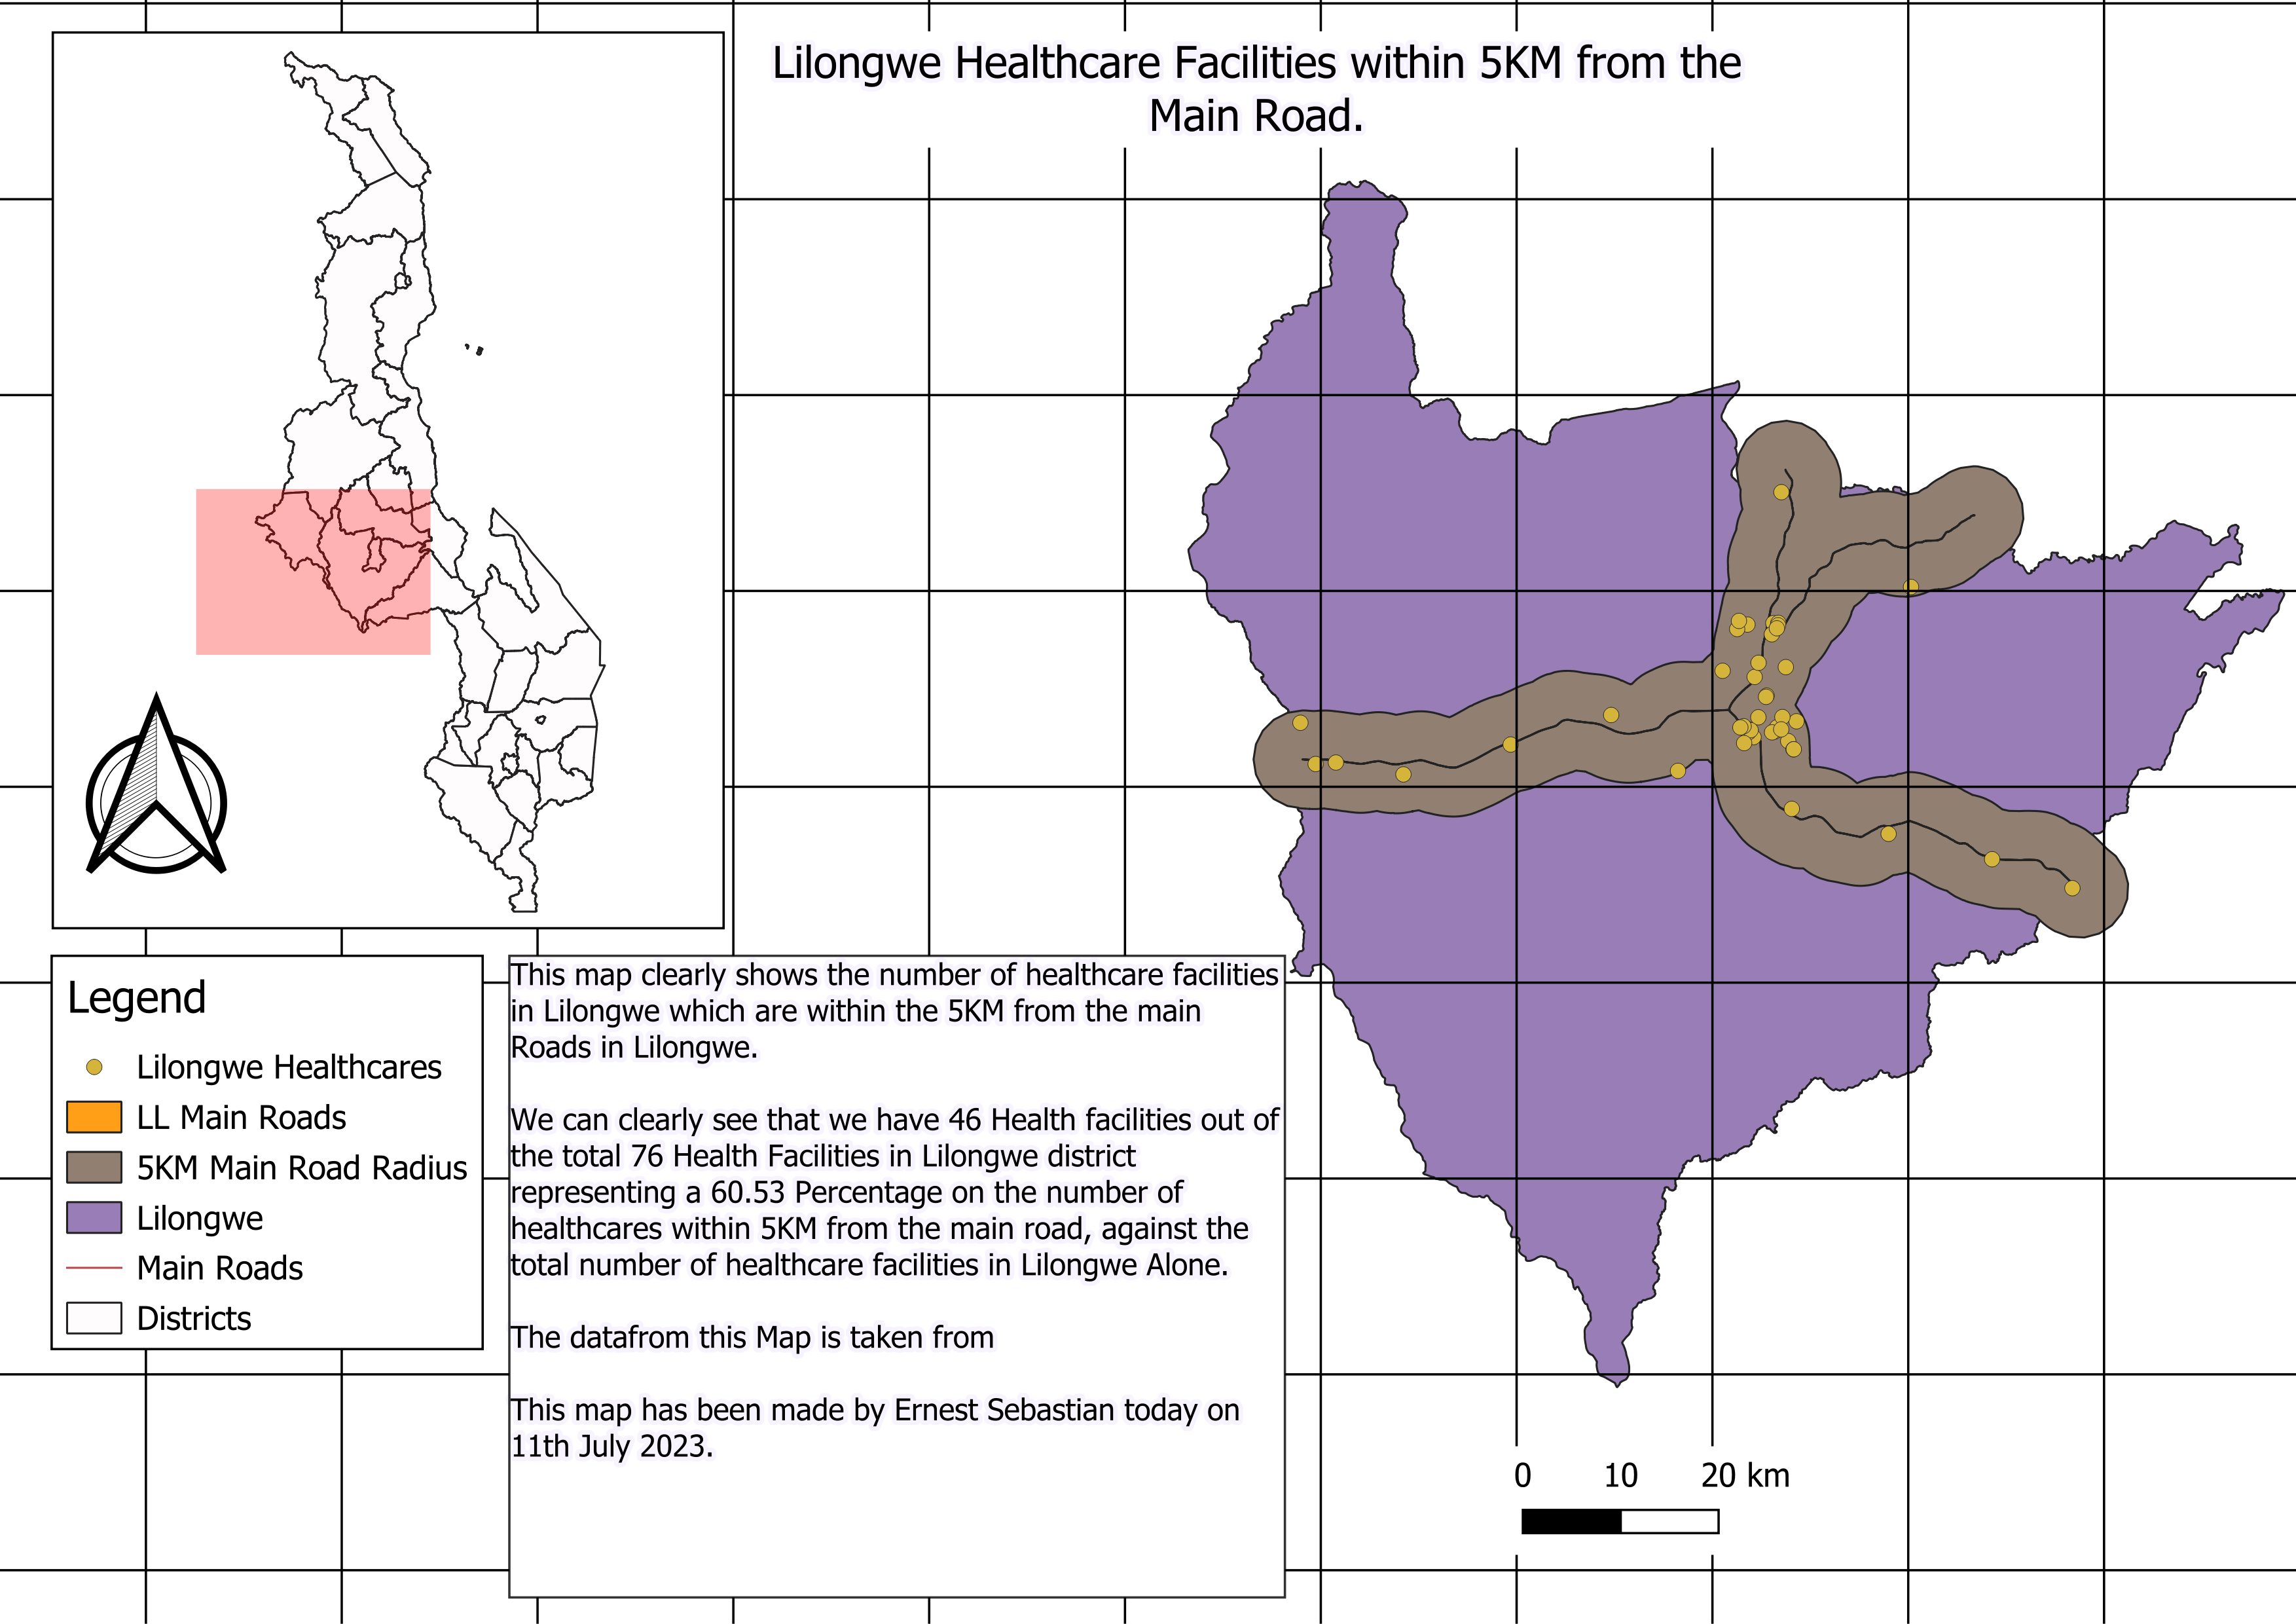 Lilongwe Healthcare Facilities within 5KM from the
Main Road.
Legend
Lilongwe Healthcares
LL Main Roads
5KM Main Road Radius
Lilongwe
Main Roads
Districts
This map clearly shows the number of healthcare facilities
in Lilongwe which are within the 5KM from the main
Roads in Lilongwe.
We can clearly see that we have 46 Health facilities out of
the total 76 Health Facilities in Lilongwe district
representing a 60.53 Percentage on the number of
healthcares within 5KM from the main road, against the
total number of healthcare facilities in Lilongwe Alone.
The datafrom this Map is taken from
This map has been made by Ernest Sebastian today on
11th July 2023.
0 10 20 km